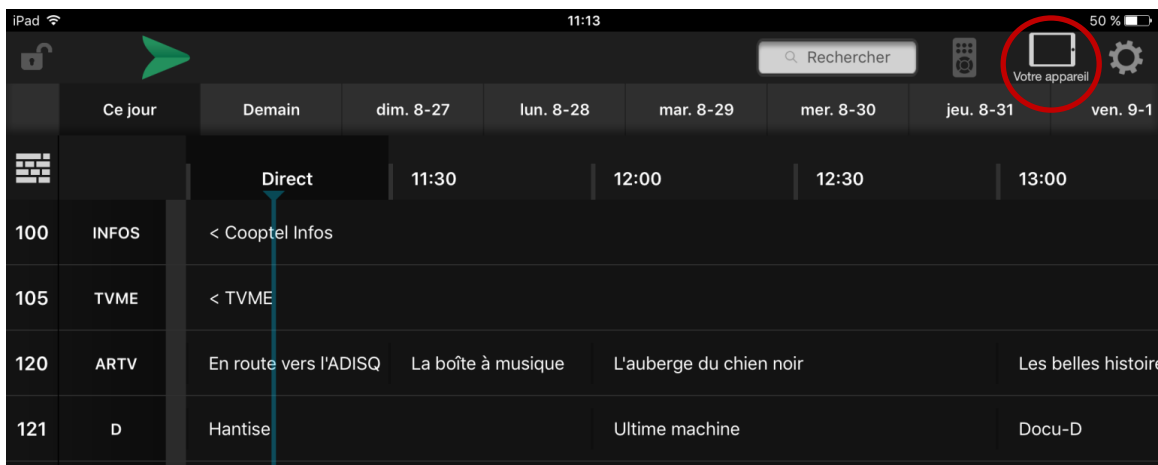 iPad 11:13 50 %
Rechercher
Votre appareil
Ce jour Demain dim. 8-27 lun. 8-28 mar. 8-29 mer. 8-30 jeu. 8-31 ven. 9-1
Direct 11:30 12:00 12:30 13:00
100 INFOS < Cooptel Infos
105 TVME < TVME
120 ARTV En route vers l'ADISQ La boîte à musique L'auberge du chien noir Les belles histoire
121 D Hantise Ultime machine Docu-D